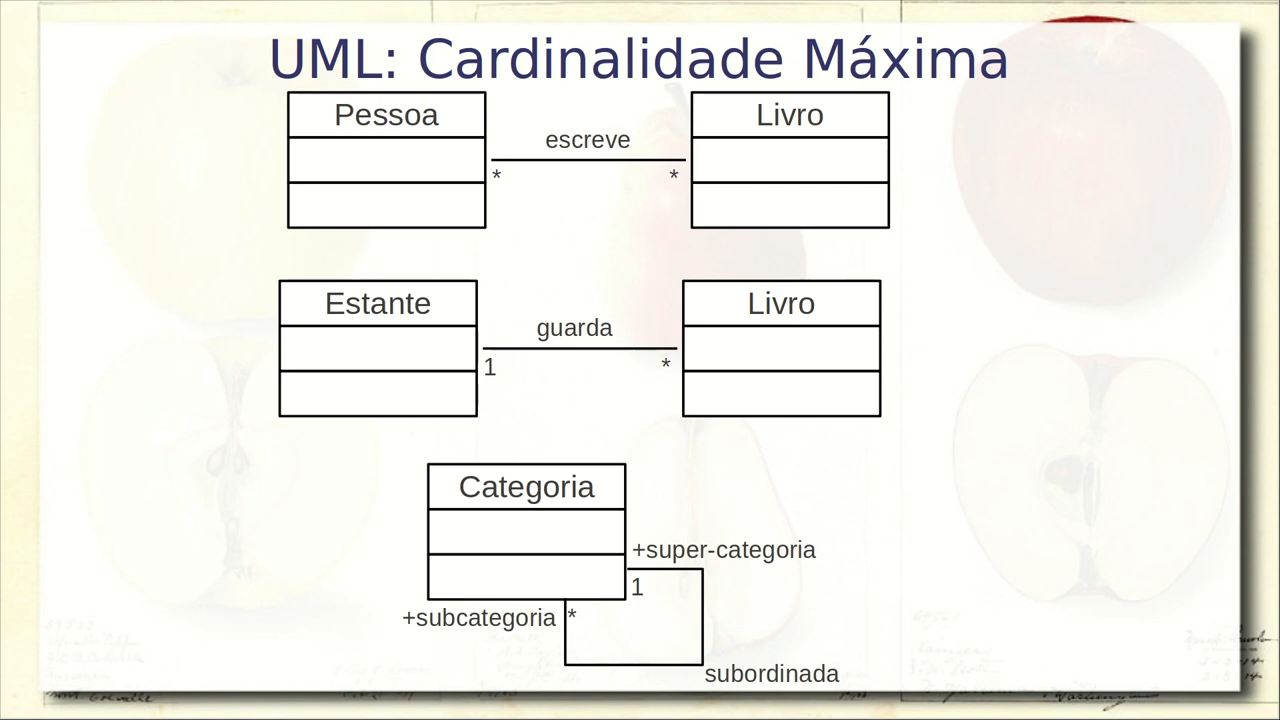 UML: Cardinalidade Máxima
Pessoa
Livro
escreve
* *
Estante
Livro
guarda
1 *
Categoria
+super-categoria
1
+subcategoria *
subordinada